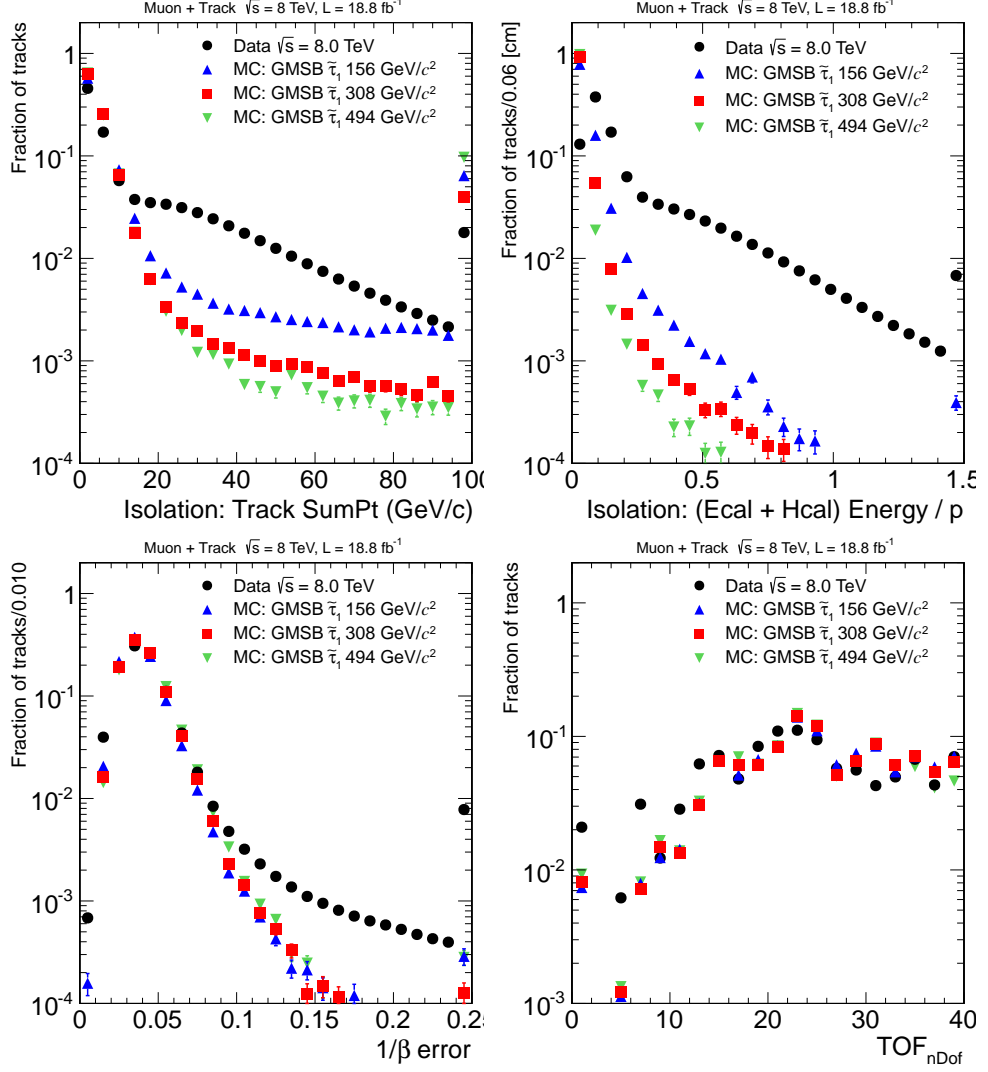 Muon + Track √s = 8 TeV, L = 18.8 fb⁻¹
Fraction of tracks
1
10⁻¹
10⁻²
10⁻³
10⁻⁴
Data √s = 8.0 TeV
MC: GMSB τ̃₁ 156 GeV/c²
MC: GMSB τ̃₁ 308 GeV/c²
MC: GMSB τ̃₁ 494 GeV/c²
0 20 40 60 80 100
Isolation: Track SumPt (GeV/c)
Muon + Track √s = 8 TeV, L = 18.8 fb⁻¹
Fraction of tracks/0.06 [cm]
1
10⁻¹
10⁻²
10⁻³
10⁻⁴
Data √s = 8.0 TeV
MC: GMSB τ̃₁ 156 GeV/c²
MC: GMSB τ̃₁ 308 GeV/c²
MC: GMSB τ̃₁ 494 GeV/c²
0 0.5 1 1.5
Isolation: (Ecal + Hcal) Energy / p
Muon + Track √s = 8 TeV, L = 18.8 fb⁻¹
Fraction of tracks/0.010
1
10⁻¹
10⁻²
10⁻³
10⁻⁴
Data √s = 8.0 TeV
MC: GMSB τ̃₁ 156 GeV/c²
MC: GMSB τ̃₁ 308 GeV/c²
MC: GMSB τ̃₁ 494 GeV/c²
0 0.05 0.1 0.15 0.2 0.25
1/β error
Muon + Track √s = 8 TeV, L = 18.8 fb⁻¹
Fraction of tracks
1
10⁻¹
10⁻²
10⁻³
Data √s = 8.0 TeV
MC: GMSB τ̃₁ 156 GeV/c²
MC: GMSB τ̃₁ 308 GeV/c²
MC: GMSB τ̃₁ 494 GeV/c²
0 10 20 30 40
TOF_nDof